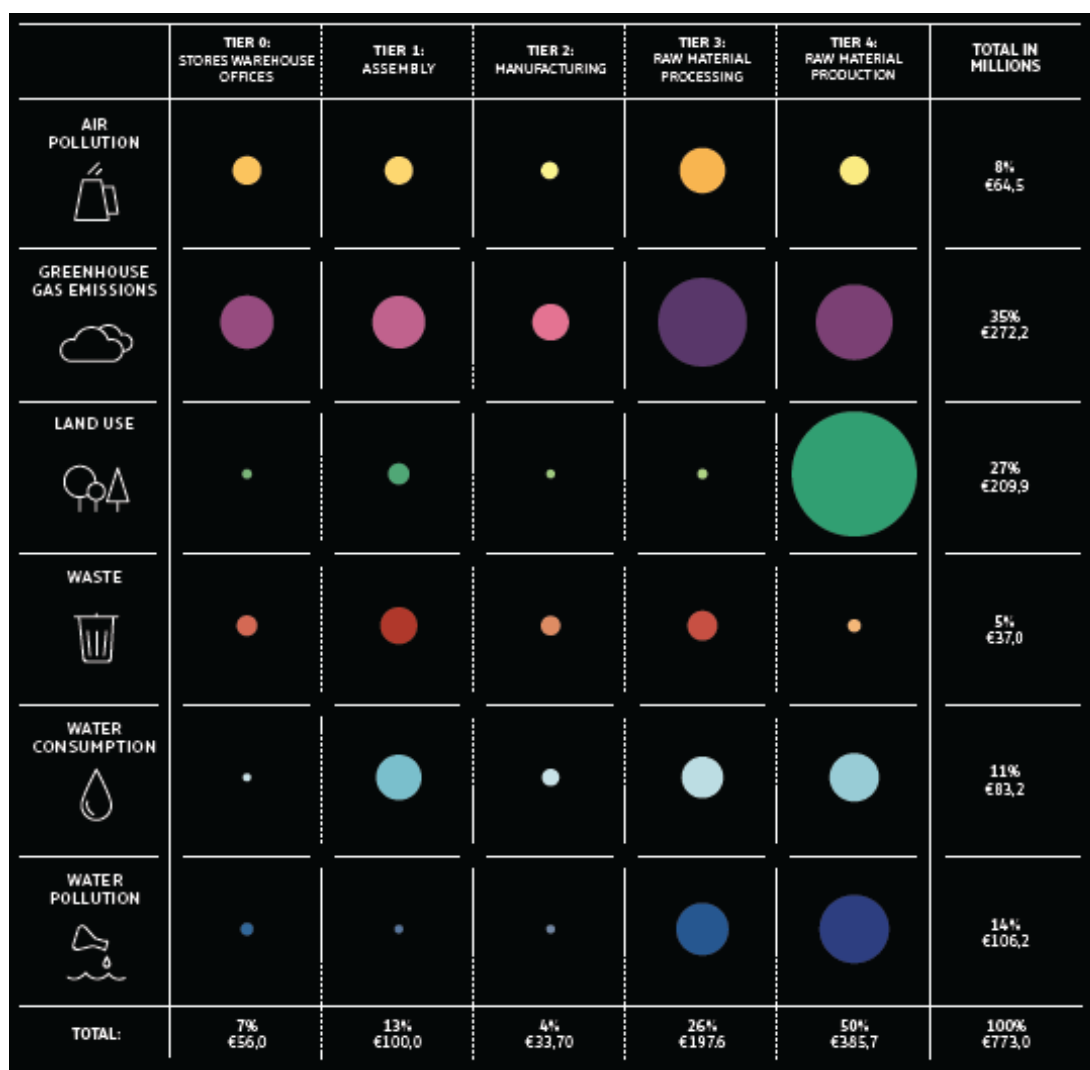 TIER 0:
STORES WAREHOUSE
OFFICES
TIER 1:
ASSEMBLY
TIER 2:
MANUFACTURING
TIER 3:
RAW MATERIAL
PROCESSING
TIER 4:
RAW MATERIAL
PRODUCTION
TOTAL IN
MILLIONS
AIR
POLLUTION
8%
€64,5
GREENHOUSE
GAS EMISSIONS
35%
€272,2
LAND USE
27%
€209,9
WASTE
5%
€37,0
WATER
CONSUMPTION
11%
€83,2
WATER
POLLUTION
14%
€106,2
TOTAL:
7%
€56,0
13%
€100,0
4%
€33,70
26%
€197.6
50%
€385,7
100%
€773,0